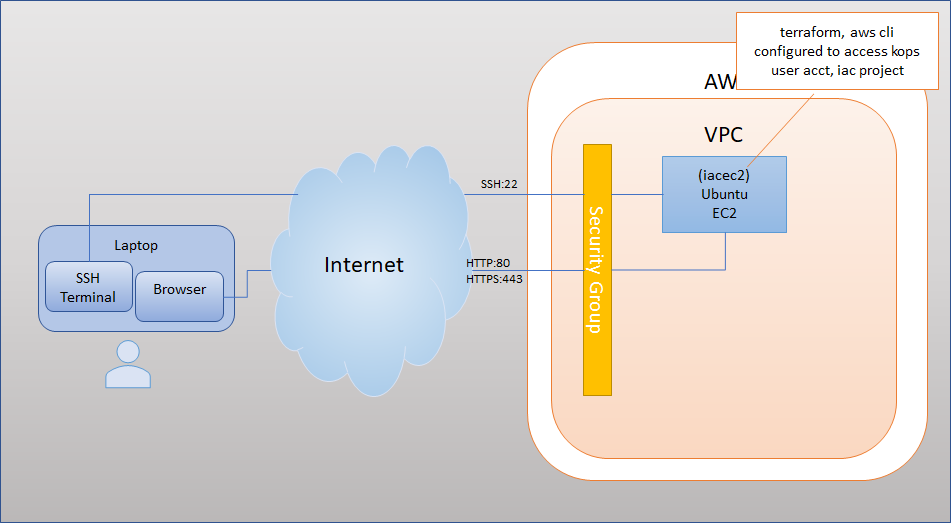 terraform, aws cli
configured to access kops
user acct, iac project
AW
VPC
(iacec2)
Ubuntu
EC2
SSH:22
Security Group
Laptop
SSH
Terminal
Browser
Internet
HTTP:80
HTTPS:443